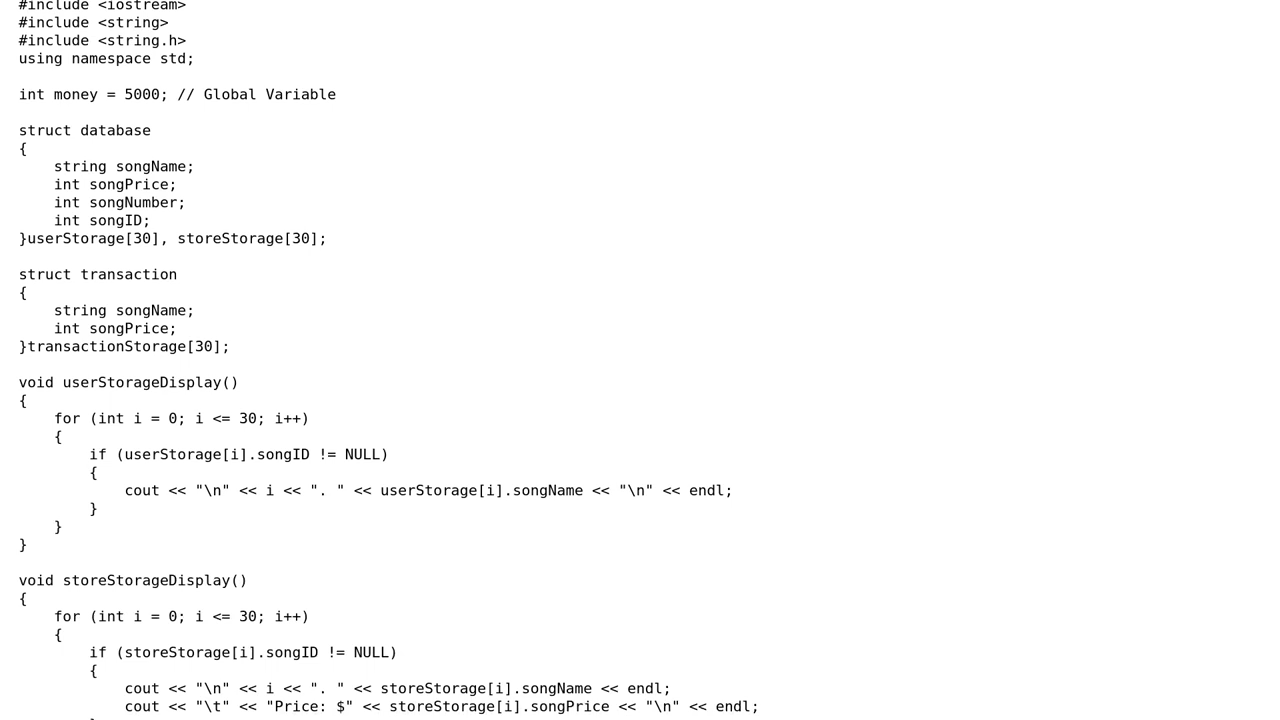 #include <iostream>
#include <string>
#include <string.h>
using namespace std;

int money = 5000; // Global Variable

struct database
{
    string songName;
    int songPrice;
    int songNumber;
    int songID;
}userStorage[30], storeStorage[30];

struct transaction
{
    string songName;
    int songPrice;
}transactionStorage[30];

void userStorageDisplay()
{
    for (int i = 0; i <= 30; i++)
    {
        if (userStorage[i].songID != NULL)
        {
            cout << "\n" << i << ". " << userStorage[i].songName << "\n" << endl;
        }
    }
}

void storeStorageDisplay()
{
    for (int i = 0; i <= 30; i++)
    {
        if (storeStorage[i].songID != NULL)
        {
            cout << "\n" << i << ". " << storeStorage[i].songName << endl;
            cout << "\t" << "Price: $" << storeStorage[i].songPrice << "\n" << endl;
        }